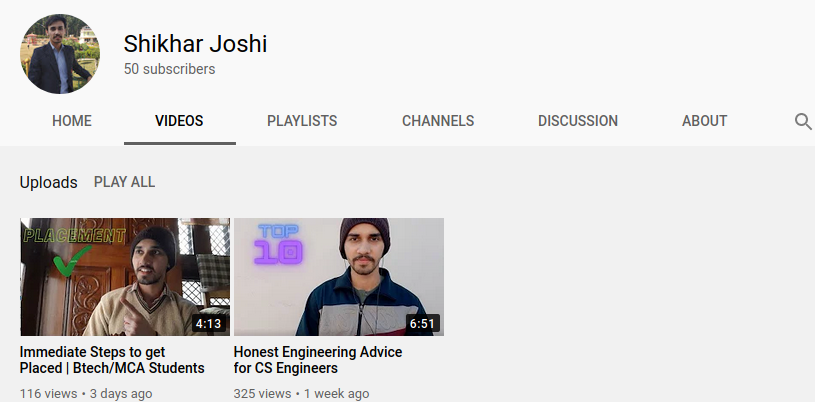 Shikhar Joshi
50 subscribers
HOME VIDEOS PLAYLISTS CHANNELS DISCUSSION ABOUT
Uploads PLAY ALL
PLACEMENT
4:13
TOP
10
6:51
Immediate Steps to get
Placed | Btech/MCA Students
116 views • 3 days ago
Honest Engineering Advice
for CS Engineers
325 views • 1 week ago